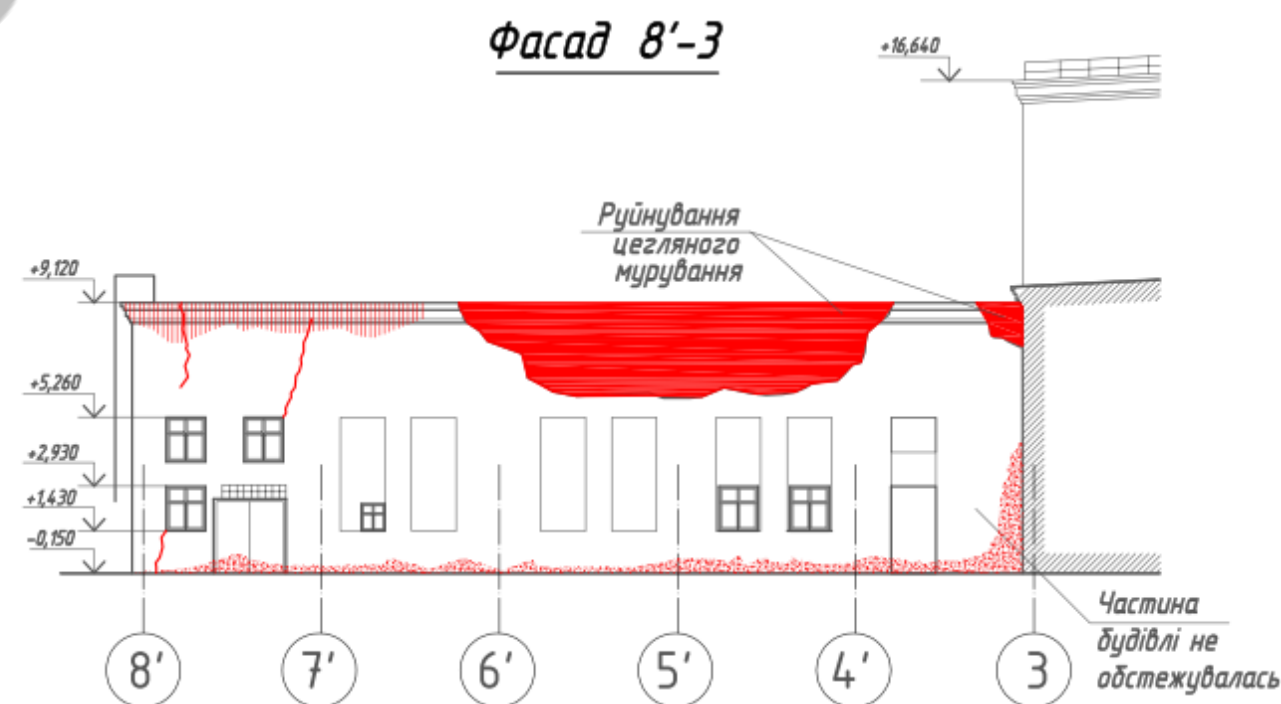 Фасад 8'-3
+16,640
Руйнування
цегляного
мурування
+9,120
+5,260
+2,930
+1,430
-0,150
Частина
будівлі не
обстежувалась
8'
7'
6'
5'
4'
3